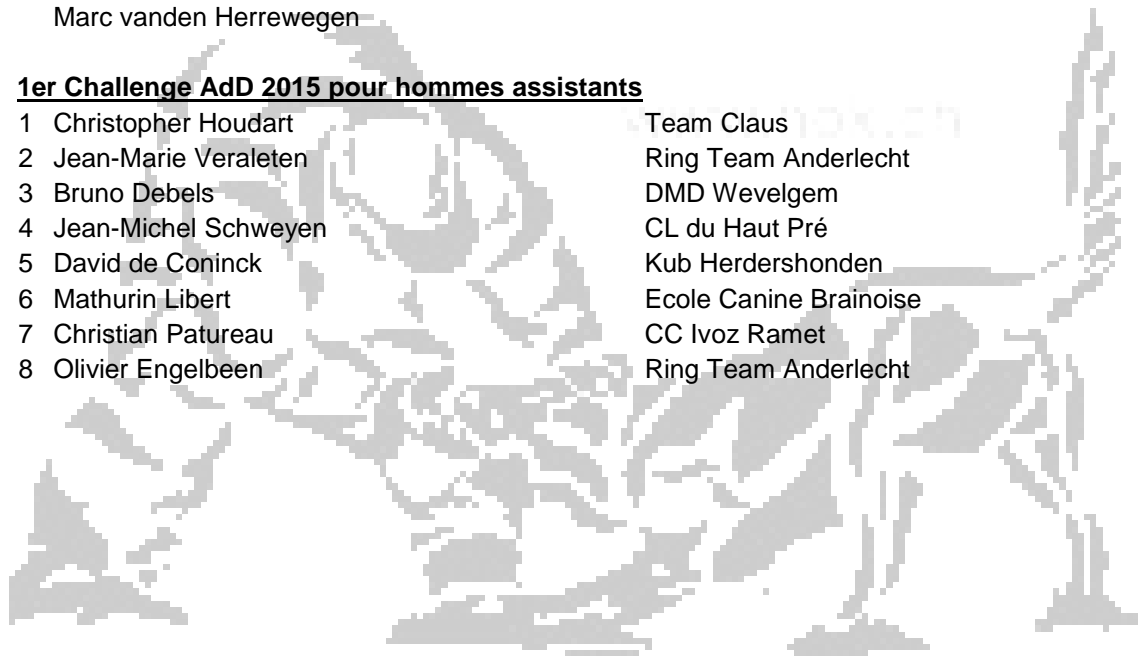 Marc vanden Herrewegen
1er Challenge AdD 2015 pour hommes assistants
1 Christopher Houdart Team Claus
2 Jean-Marie Veraleten Ring Team Anderlecht
3 Bruno Debels DMD Wevelgem
4 Jean-Michel Schweyen CL du Haut Pré
5 David de Coninck Kub Herdershonden
6 Mathurin Libert Ecole Canine Brainoise
7 Christian Patureau CC Ivoz Ramet
8 Olivier Engelbeen Ring Team Anderlecht